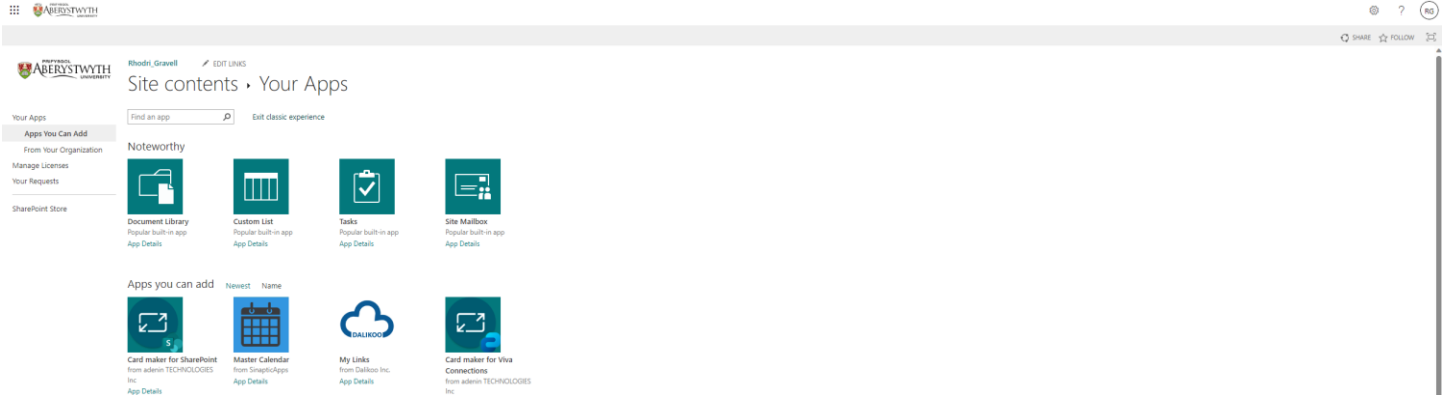 PRIFYSGOL
ABERYSTWYTH
UNIVERSITY
RG
SHARE FOLLOW
PRIFYSGOL
ABERYSTWYTH
UNIVERSITY
Rhodri_Gravell EDIT LINKS
Site contents › Your Apps
Find an app Exit classic experience
Your Apps
Apps You Can Add
From Your Organization
Manage Licenses
Your Requests
SharePoint Store
Noteworthy
Document Library Custom List Tasks Site Mailbox
Popular built-in app Popular built-in app Popular built-in app Popular built-in app
App Details App Details App Details App Details
Apps you can add Newest Name
S DALIKOO
Card maker for SharePoint Master Calendar My Links Card maker for Viva
Connections
from adenin TECHNOLOGIES from SinapticApps from Dalikoo Inc.
Inc App Details App Details from adenin TECHNOLOGIES
App Details Inc